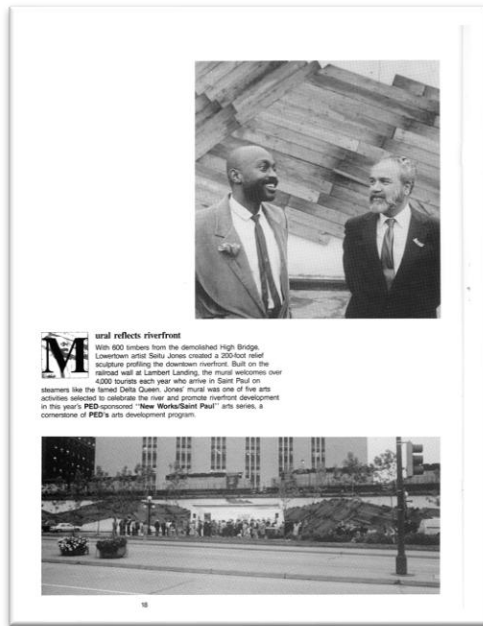 Mural reflects riverfront
With 600 timbers from the demolished High Bridge,
Lowertown artist Seitu Jones created a 200-foot relief
sculpture profiling the downtown riverfront. Built on the
railroad wall at Lambert Landing, the mural welcomes over
4,000 tourists each year who arrive in Saint Paul on
steamers like the famed Delta Queen. Jones' mural was one of five arts
activities selected to celebrate the river and promote riverfront development
in this year's PED-sponsored "New Works/Saint Paul" arts series, a
cornerstone of PED's arts development program.
18